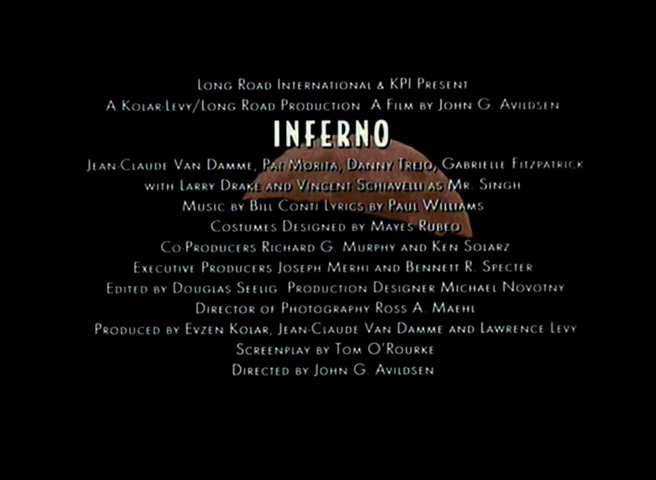 Long Road International & KPI Present
A Kolar-Levy/Long Road Production A Film by John G. Avildsen
INFERNO
Jean-Claude Van Damme, Pat Morita, Danny Trejo, Gabrielle Fitzpatrick
with Larry Drake and Vincent Schiavelli as Mr. Singh
Music by Bill Conti Lyrics by Paul Williams
Costumes Designed by Mayes Rubeo
Co-Producers Richard G. Murphy and Ken Solarz
Executive Producers Joseph Merhi and Bennett R. Specter
Edited by Douglas Seelig Production Designer Michael Novotny
Director of Photography Ross A. Maehl
Produced by Evzen Kolar, Jean-Claude Van Damme and Lawrence Levy
Screenplay by Tom O'Rourke
Directed by John G. Avildsen